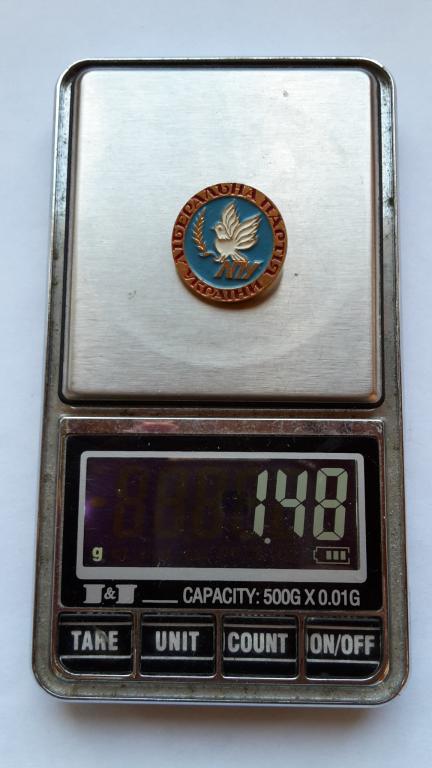 ЛІБЕРАЛЬНА ПАРТІЯ УКРАЇНИ
ЛПУ
1.48
g
CAPACITY: 500G X 0.01G
TARE UNIT COUNT ON/OFF